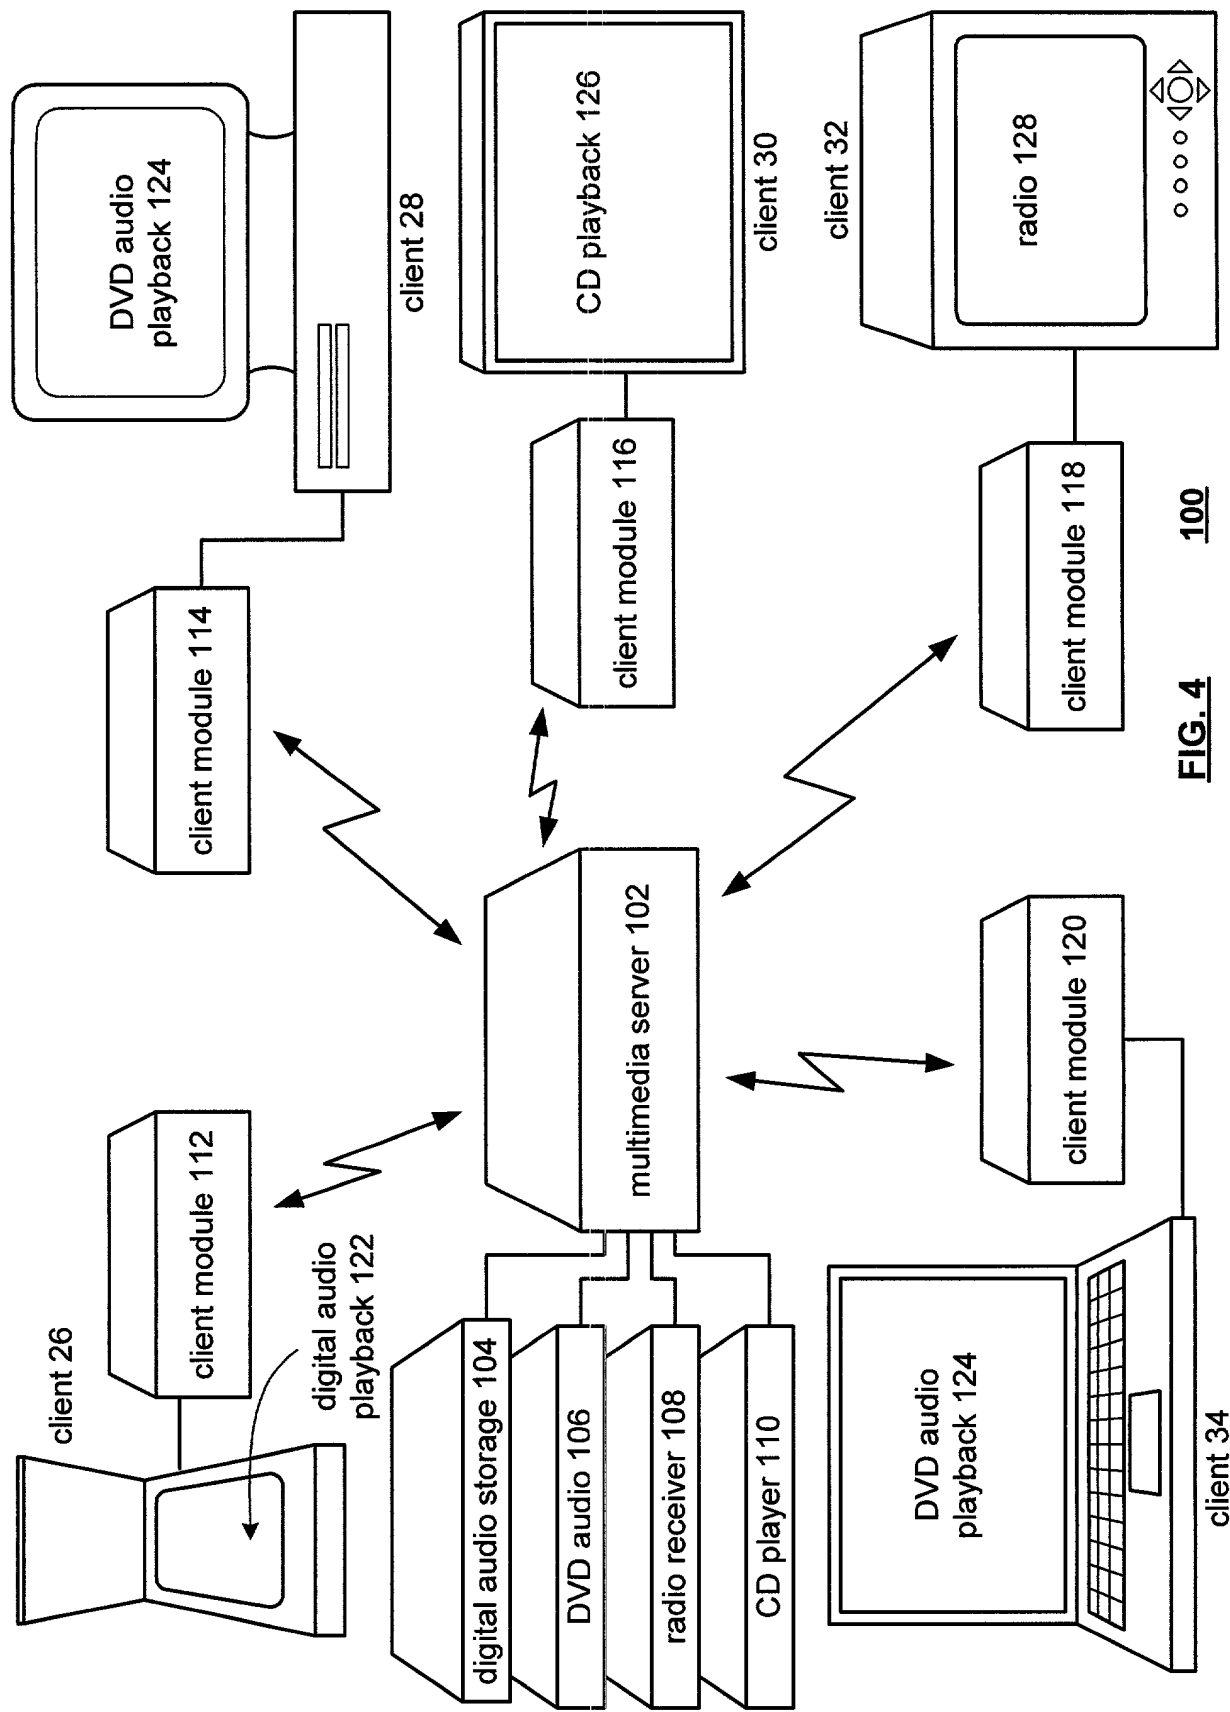 client 26
client module 112
digital audio
playback 122
client module 114
DVD audio
playback 124
client 28
digital audio storage 104
DVD audio 106
radio receiver 108
CD player 110
multimedia server 102
client module 116
CD playback 126
client 30
DVD audio
playback 124
client 34
client module 120
client module 118
client 32
radio 128
FIG. 4
100